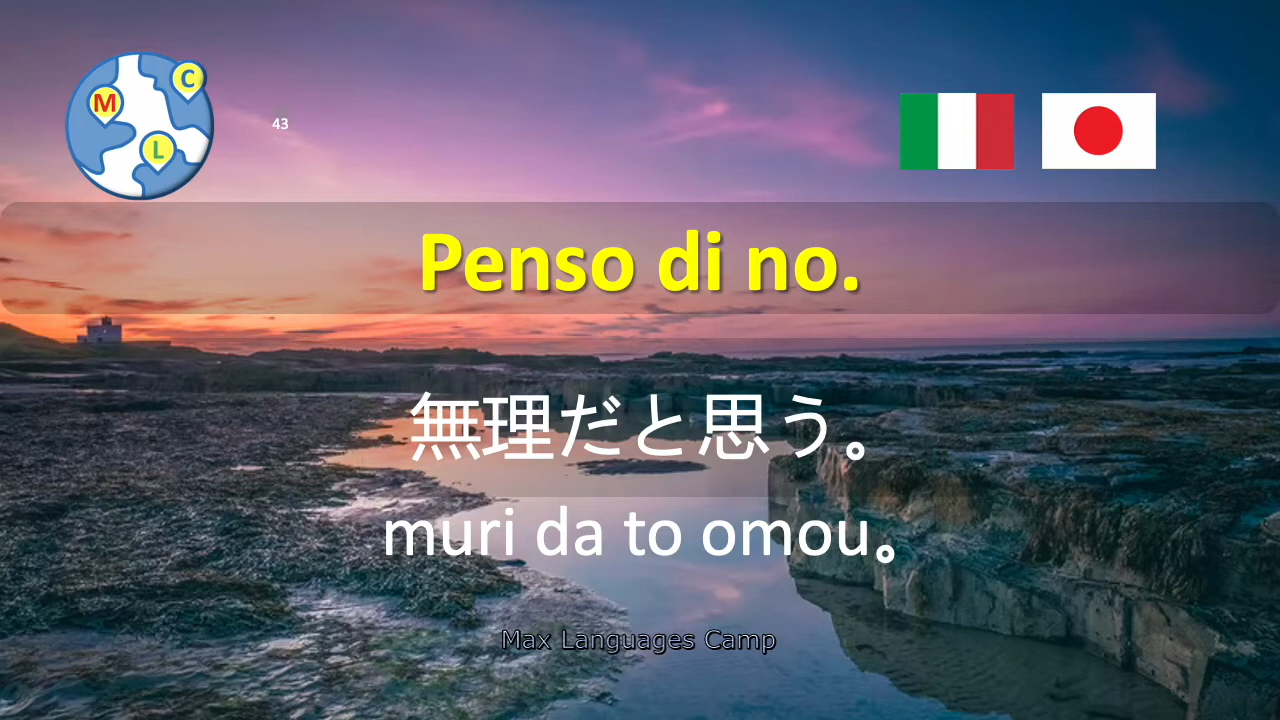 M
C
L
43
Penso di no.
無理だと思う。
muri da to omou。
Max Languages Camp